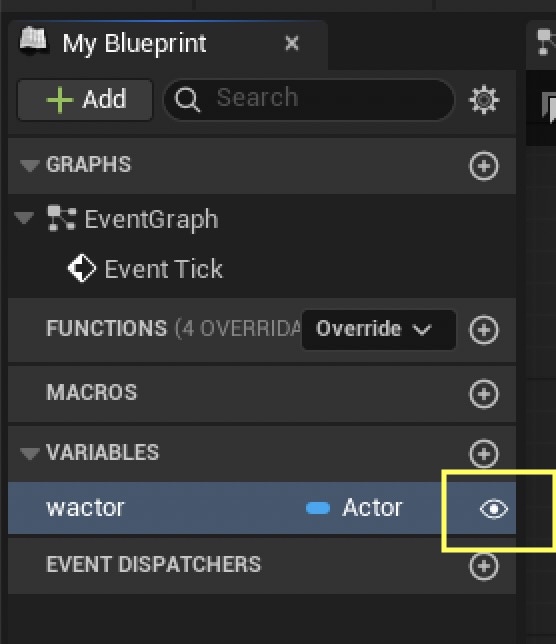 My Blueprint
Add
Search
GRAPHS
EventGraph
Event Tick
FUNCTIONS (4 OVERRIDA Override
MACROS
VARIABLES
wactor Actor
EVENT DISPATCHERS